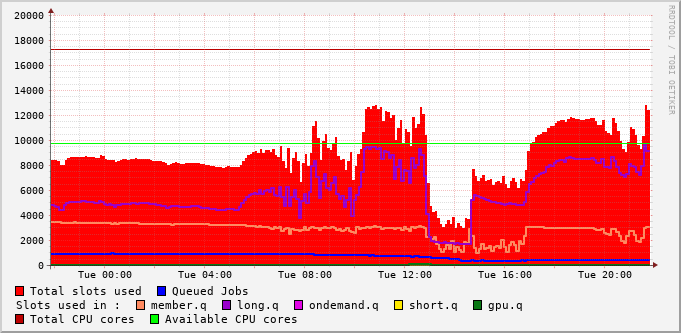 20000
18000
16000
14000
12000
10000
8000
6000
4000
2000
0
Tue 00:00 Tue 04:00 Tue 08:00 Tue 12:00 Tue 16:00 Tue 20:00
RRDTOOL / TOBI OETIKER
Total slots used Queued Jobs
Slots used in : member.q long.q ondemand.q short.q gpu.q
Total CPU cores Available CPU cores